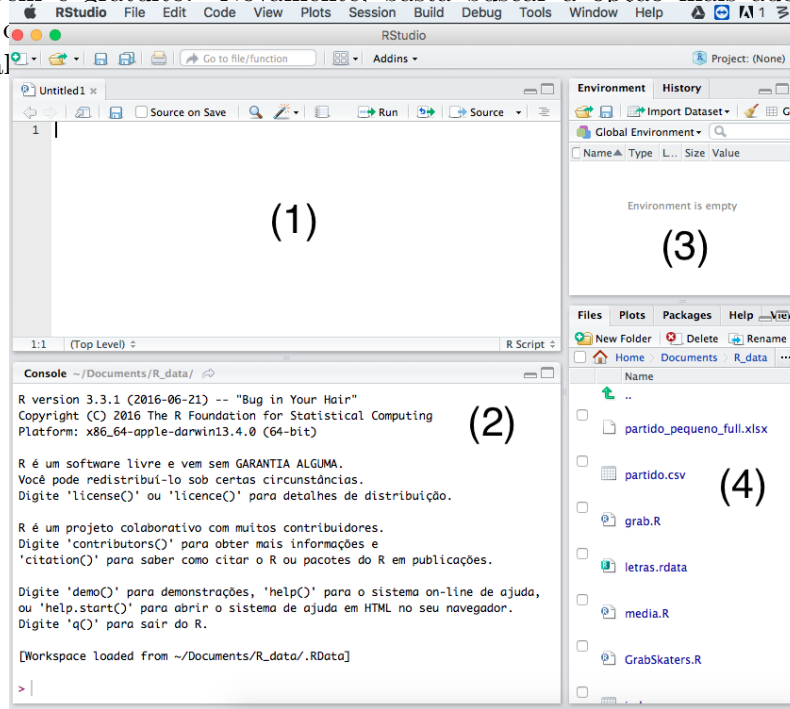 RStudio File Edit Code View Plots Session Build Debug Tools Window Help 1
RStudio
Go to file/function Addins Project: (None)
Untitled1
Source on Save Run Source
1
(1)
1:1 (Top Level) R Script
Console ~/Documents/R_data/
R version 3.3.1 (2016-06-21) -- "Bug in Your Hair"
Copyright (C) 2016 The R Foundation for Statistical Computing
Platform: x86_64-apple-darwin13.4.0 (64-bit)
(2)
R é um software livre e vem sem GARANTIA ALGUMA.
Você pode redistribuí-lo sob certas circunstâncias.
Digite 'license()' ou 'licence()' para detalhes de distribuição.
R é um projeto colaborativo com muitos contribuidores.
Digite 'contributors()' para obter mais informações e
'citation()' para saber como citar o R ou pacotes do R em publicações.
Digite 'demo()' para demonstrações, 'help()' para o sistema on-line de ajuda,
ou 'help.start()' para abrir o sistema de ajuda em HTML no seu navegador.
Digite 'q()' para sair do R.
[Workspace loaded from ~/Documents/R_data/.RData]
>
Environment History
Import Dataset
Global Environment
Name Type L... Size Value
Environment is empty
(3)
Files Plots Packages Help
New Folder Delete Rename
Home Documents R_data ...
Name
..
partido_pequeno_full.xlsx
partido.csv
(4)
grab.R
letras.rdata
media.R
GrabSkaters.R